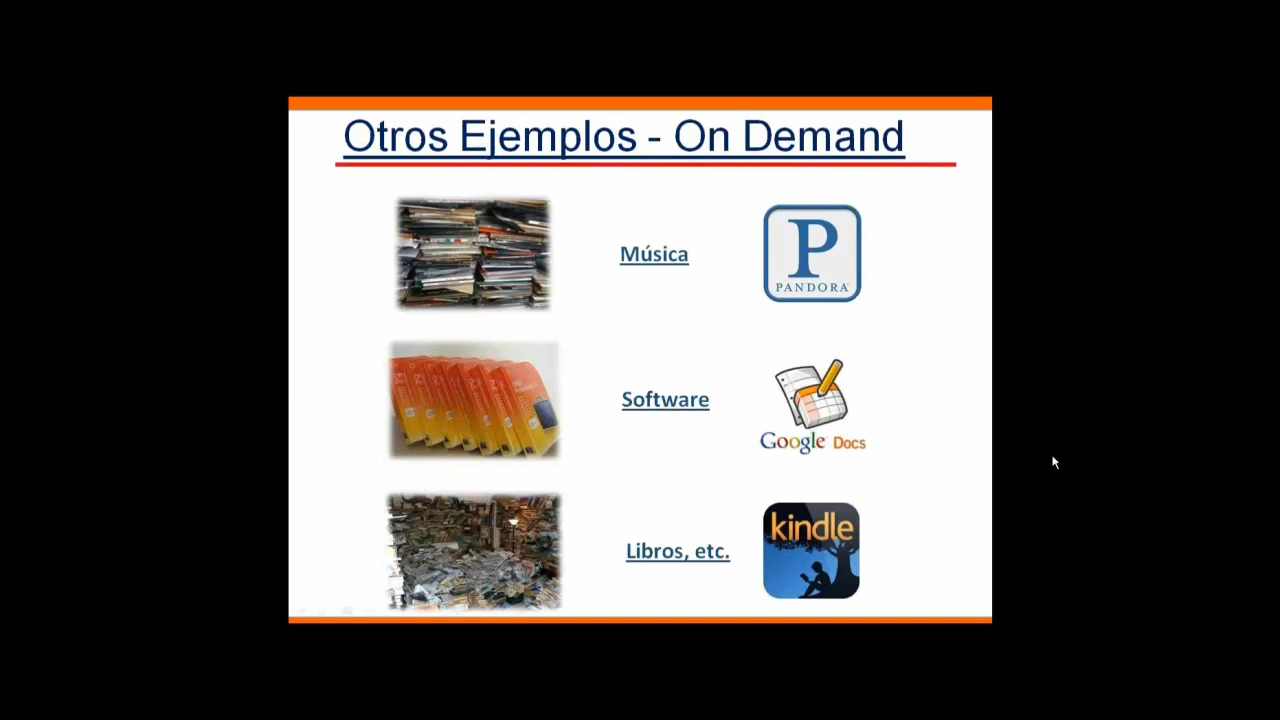 Otros Ejemplos - On Demand
Música
P
PANDORA
Software
Google Docs
Libros, etc.
kindle